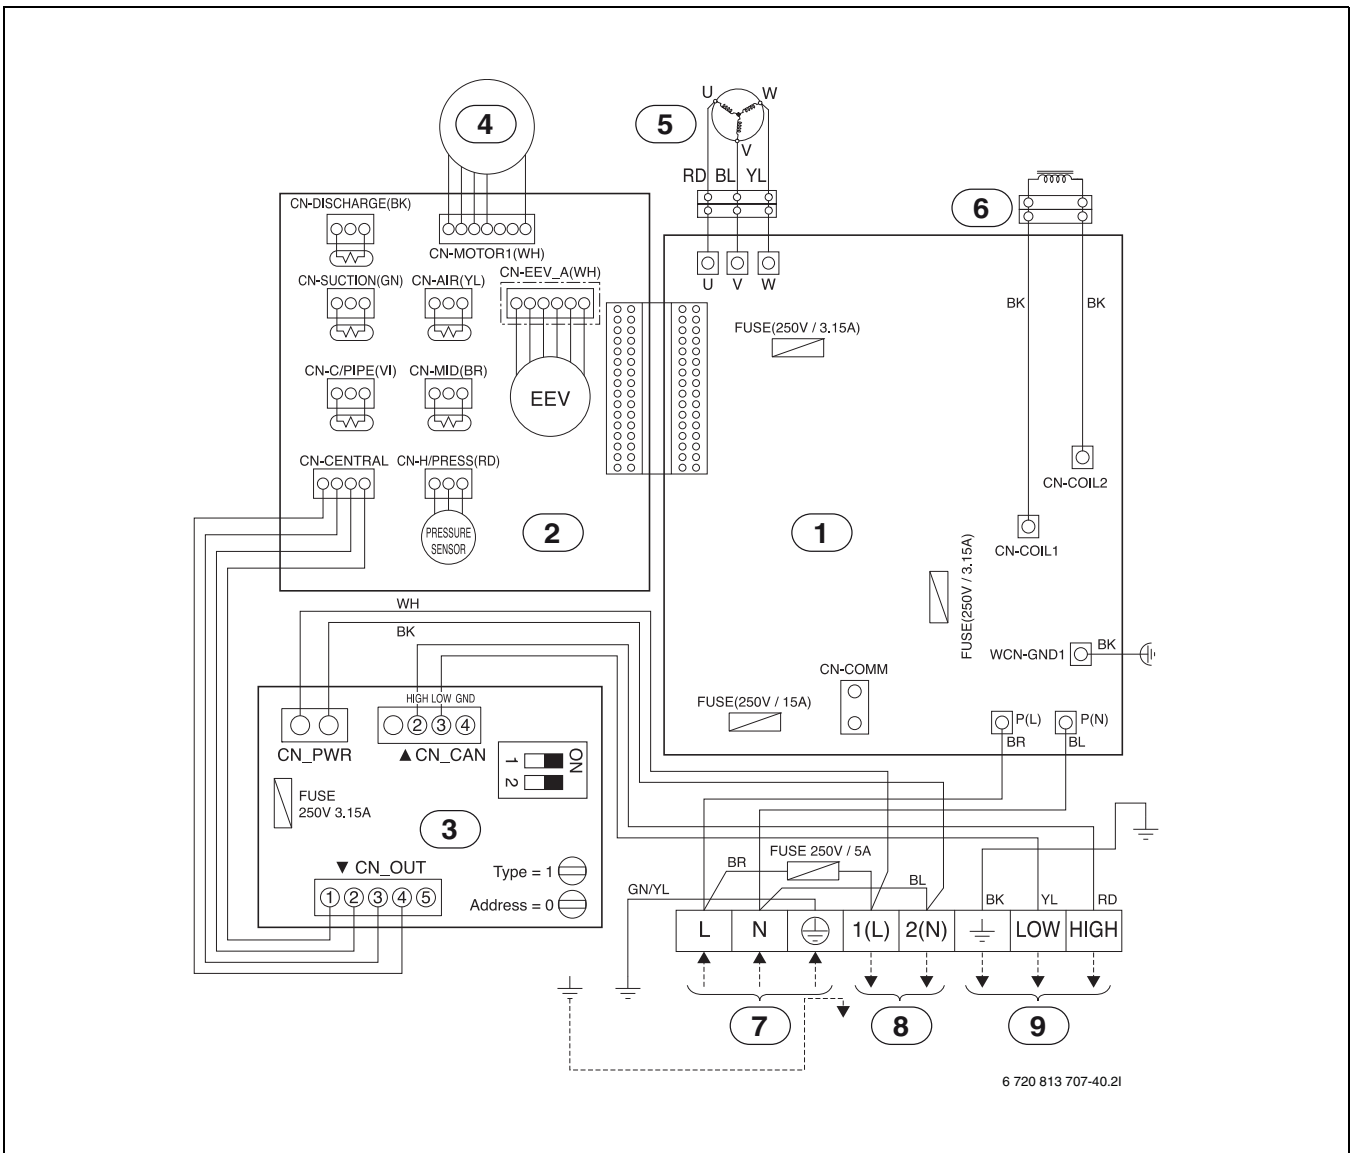 4
5
U
W
V
RD BL YL
6
CN-DISCHARGE(BK)
CN-MOTOR1(WH)
CN-SUCTION(GN)
CN-AIR(YL)
CN-EEV_A(WH)
U V W
BK
BK
FUSE(250V / 3.15A)
CN-C/PIPE(VI)
CN-MID(BR)
EEV
CN-CENTRAL
CN-H/PRESS(RD)
CN-COIL2
PRESSURE
SENSOR
2
1
CN-COIL1
FUSE(250V / 3.15A)
WH
BK
WCN-GND1
BK
CN-COMM
HIGH LOW GND
2 3 4
FUSE(250V / 15A)
P(L)
P(N)
CN_PWR
▲ CN_CAN
BR
BL
ON
1
2
FUSE
250V 3.15A
3
▼ CN_OUT
Type = 1
Address = 0
1 2 3 4 5
FUSE 250V / 5A
BR
BL
GN/YL
BK
YL
RD
L
N
1(L)
2(N)
LOW
HIGH
7
8
9
6 720 813 707-40.2I